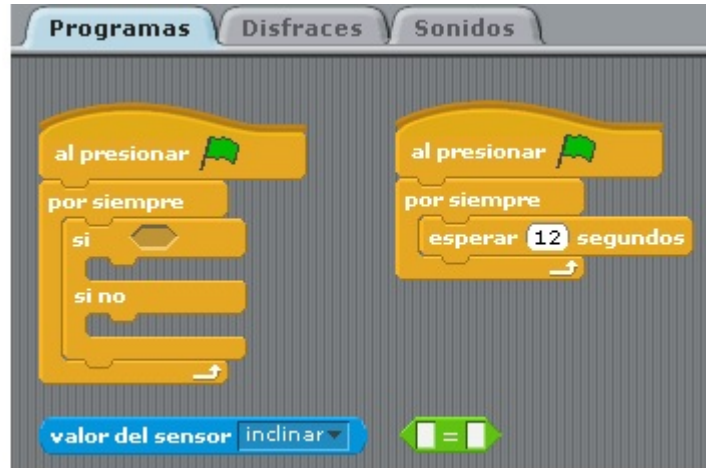 Programas Disfraces Sonidos
al presionar
por siempre
si
si no
valor del sensor inclinar
al presionar
por siempre
esperar 12 segundos
=